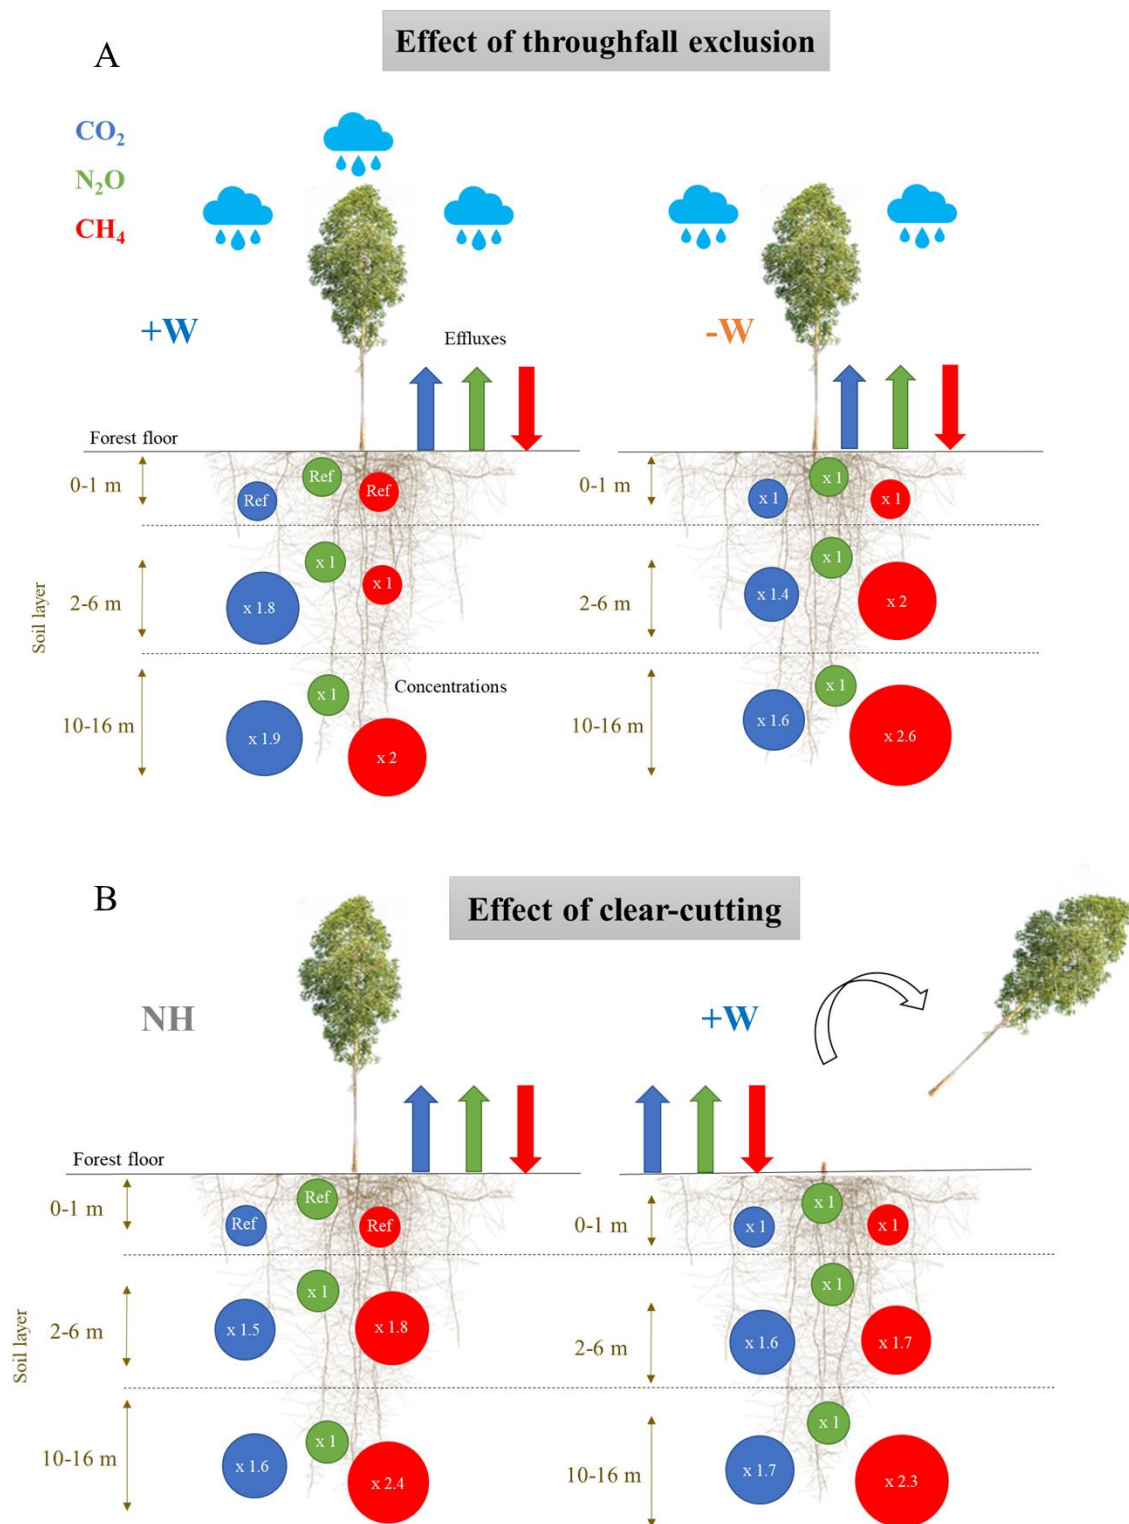 Effect of throughfall exclusion
A
CO₂
N₂O
CH₄
+W
-W
Effluxes
Forest floor
0-1 m
Ref
Ref
Ref
0-1 m
x 1
x 1
x 1
Soil layer
2-6 m
x 1.8
x 1
x 1
2-6 m
x 1.4
x 1
x 2
10-16 m
x 1.9
x 1
x 2
Concentrations
10-16 m
x 1.6
x 1
x 2.6
B
Effect of clear-cutting
NH
+W
Forest floor
0-1 m
Ref
Ref
Ref
0-1 m
x 1
x 1
x 1
Soil layer
2-6 m
x 1.5
x 1
x 1.8
2-6 m
x 1.6
x 1
x 1.7
10-16 m
x 1.6
x 1
x 2.4
10-16 m
x 1.7
x 1
x 2.3